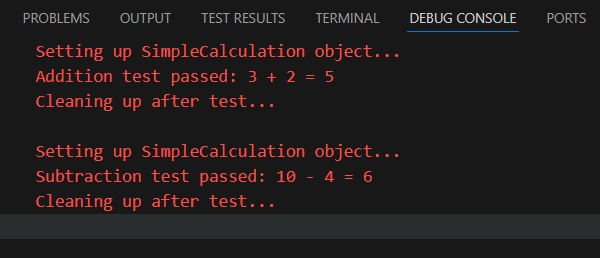 PROBLEMS OUTPUT TEST RESULTS TERMINAL DEBUG CONSOLE PORTS
Setting up SimpleCalculation object...
Addition test passed: 3 + 2 = 5
Cleaning up after test...
Setting up SimpleCalculation object...
Subtraction test passed: 10 - 4 = 6
Cleaning up after test...